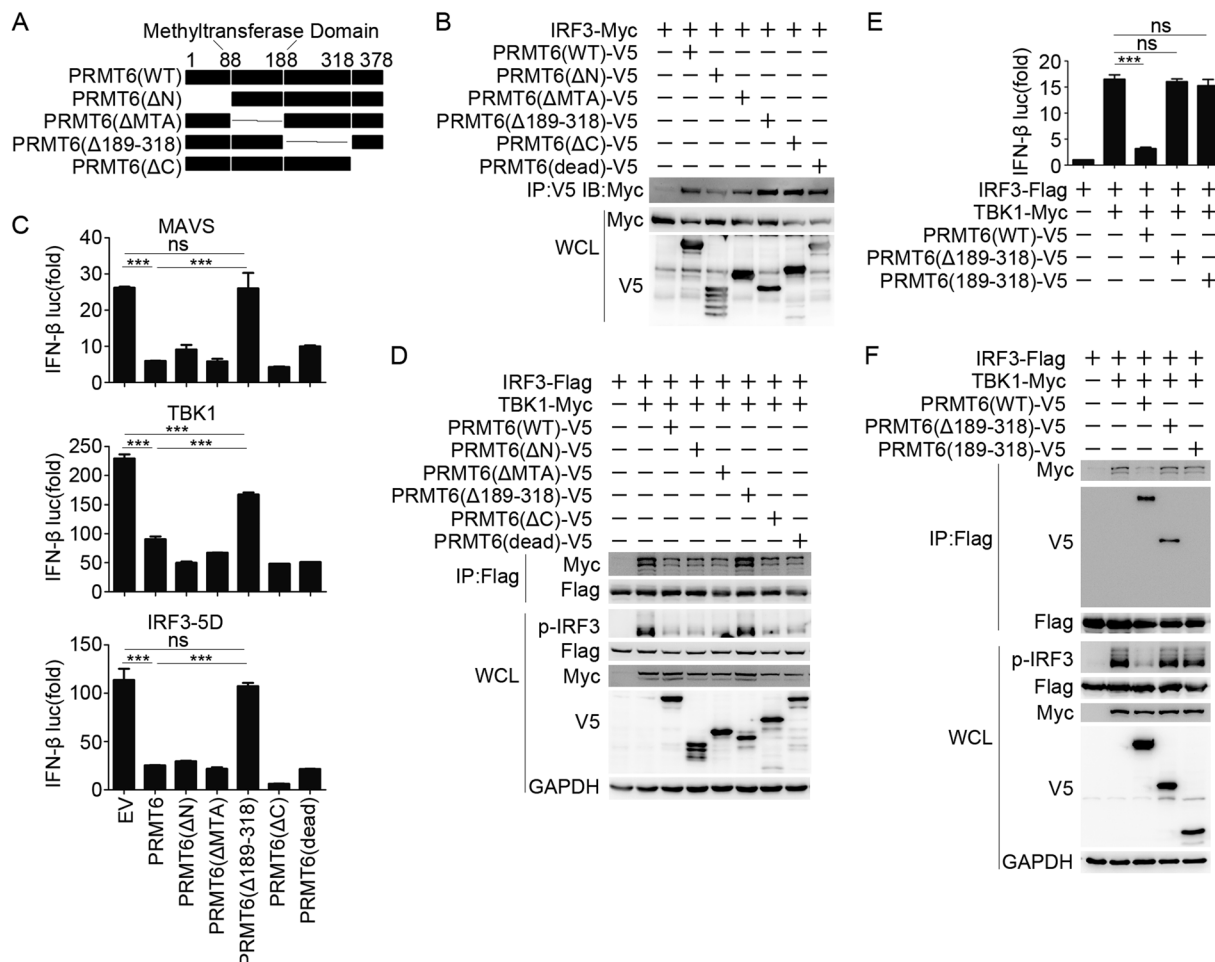 A
Methyltransferase Domain
1 88 188 318 378
PRMT6(WT)
PRMT6(ΔN)
PRMT6(ΔMTA)
PRMT6(Δ189-318)
PRMT6(ΔC)
B
IRF3-Myc + + + + + + +
PRMT6(WT)-V5 − + − − − − −
PRMT6(ΔN)-V5 − − + − − − −
PRMT6(ΔMTA)-V5 − − − + − − −
PRMT6(Δ189-318)-V5 − − − − + − −
PRMT6(ΔC)-V5 − − − − − + −
PRMT6(dead)-V5 − − − − − − +
IP:V5 IB:Myc
Myc
WCL
V5
C
MAVS
ns
*** ***
IFN-β luc(fold)
40
30
20
10
0
TBK1
***
*** ***
IFN-β luc(fold)
250
200
150
100
50
0
IRF3-5D
ns
*** ***
IFN-β luc(fold)
150
100
50
0
EV
PRMT6
PRMT6(ΔN)
PRMT6(ΔMTA)
PRMT6(Δ189-318)
PRMT6(ΔC)
PRMT6(dead)
D
IRF3-Flag + + + + + + + +
TBK1-Myc − + + + + + + +
PRMT6(WT)-V5 − − + − − − − −
PRMT6(ΔN)-V5 − − − + − − − −
PRMT6(ΔMTA)-V5 − − − − + − − −
PRMT6(Δ189-318)-V5 − − − − − + − −
PRMT6(ΔC)-V5 − − − − − − + −
PRMT6(dead)-V5 − − − − − − − +
IP:Flag
Myc
Flag
WCL
p-IRF3
Flag
Myc
V5
GAPDH
E
ns
ns
***
IFN-β luc(fold)
20
15
10
5
0
IRF3-Flag + + + + +
TBK1-Myc − + + + +
PRMT6(WT)-V5 − − + − −
PRMT6(Δ189-318)-V5 − − − + −
PRMT6(189-318)-V5 − − − − +
F
IRF3-Flag + + + + +
TBK1-Myc − + + + +
PRMT6(WT)-V5 − − + − −
PRMT6(Δ189-318)-V5 − − − + −
PRMT6(189-318)-V5 − − − − +
IP:Flag
Myc
V5
Flag
WCL
p-IRF3
Flag
Myc
V5
GAPDH